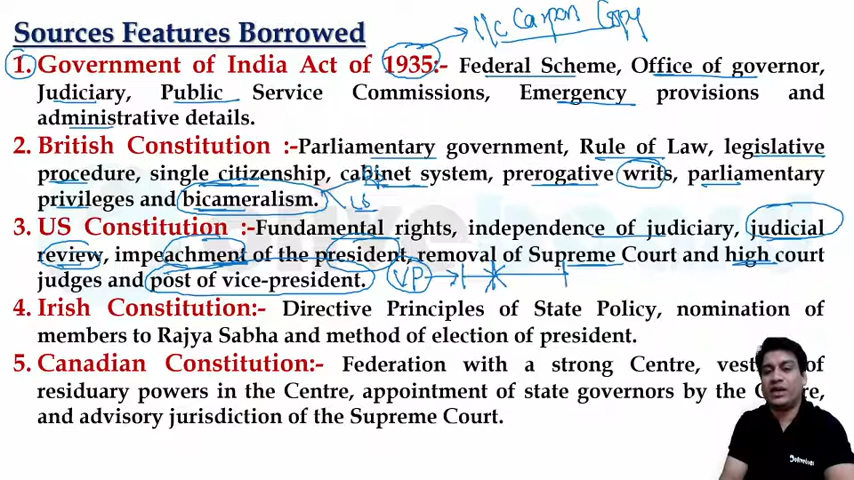 Sources Features Borrowed
Carpon Copy
1. Government of India Act of 1935:- Federal Scheme, Office of governor,
Judiciary, Public Service Commissions, Emergency provisions and
administrative details.
2. British Constitution :-Parliamentary government, Rule of Law, legislative
procedure, single citizenship, cabinet system, prerogative writs, parliamentary
privileges and bicameralism.
LS
3. US Constitution :-Fundamental rights, independence of judiciary, judicial
review, impeachment of the president, removal of Supreme Court and high court
judges and post of vice-president. VP
4. Irish Constitution:- Directive Principles of State Policy, nomination of
members to Rajya Sabha and method of election of president.
5. Canadian Constitution:- Federation with a strong Centre, of
residuary powers in the Centre, appointment of state governors by the
and advisory jurisdiction of the Supreme Court.